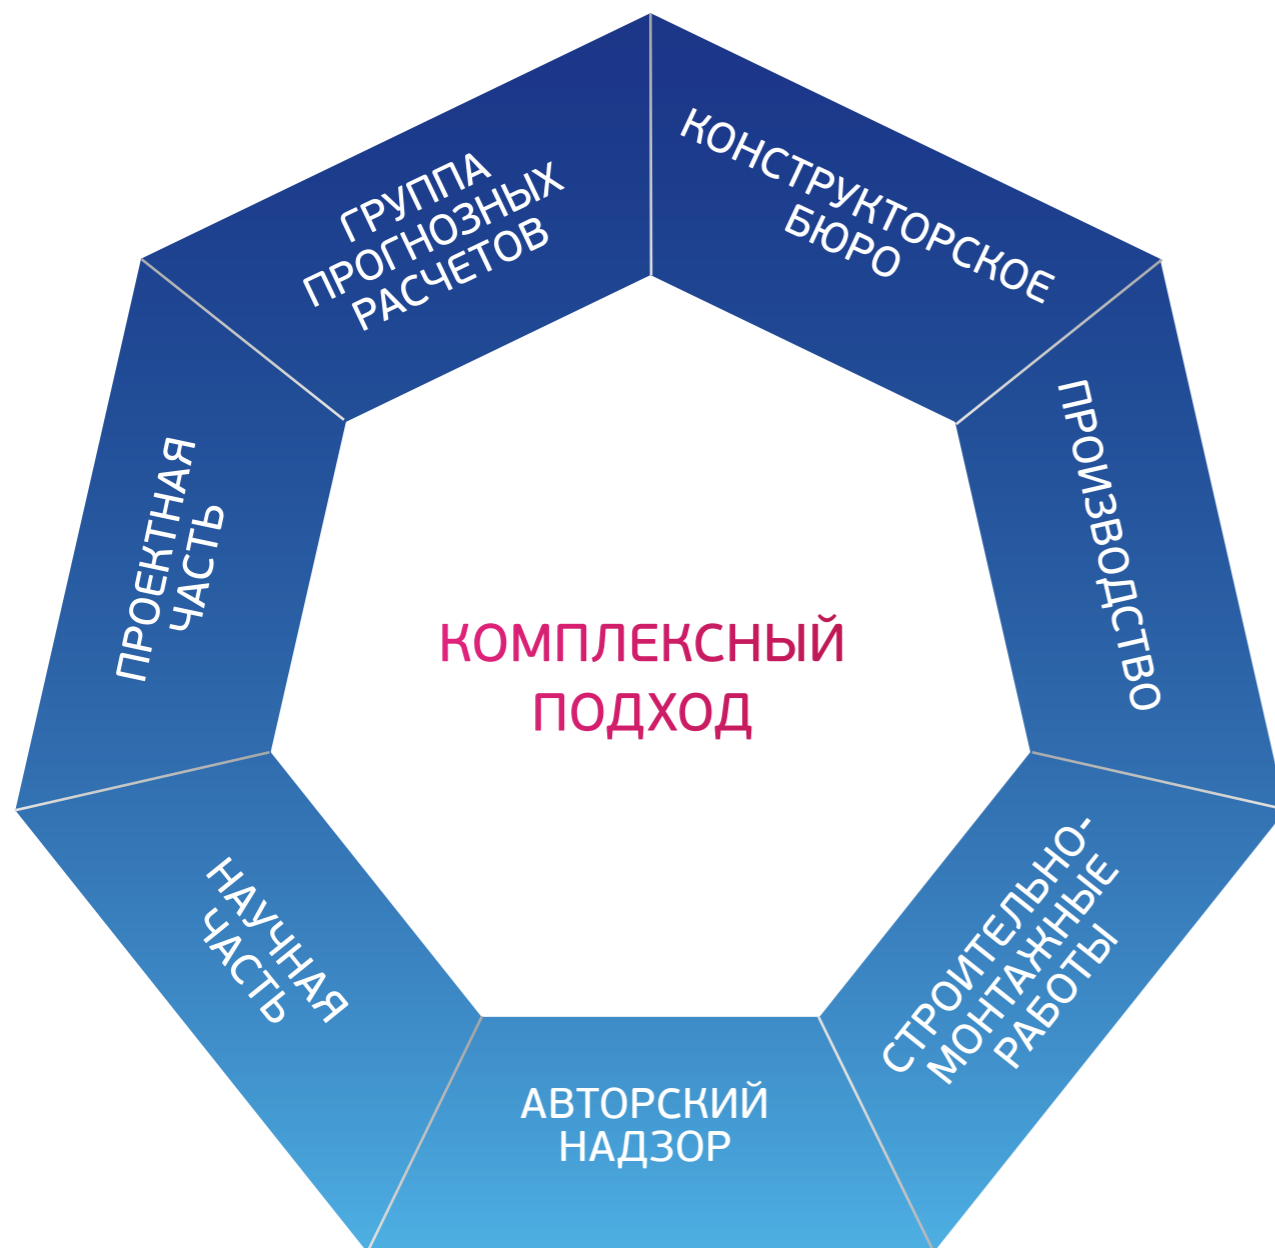 ГРУППА
ПРОГНОЗНЫХ
РАСЧЕТОВ
КОНСТРУКТОРСКОЕ
БЮРО
ПРОИЗВОДСТВО
СТРОИТЕЛЬНО-
МОНТАЖНЫЕ
РАБОТЫ
АВТОРСКИЙ
НАДЗОР
НАУЧНАЯ
ЧАСТЬ
ПРОЕКТНАЯ
ЧАСТЬ
КОМПЛЕКСНЫЙ
ПОДХОД